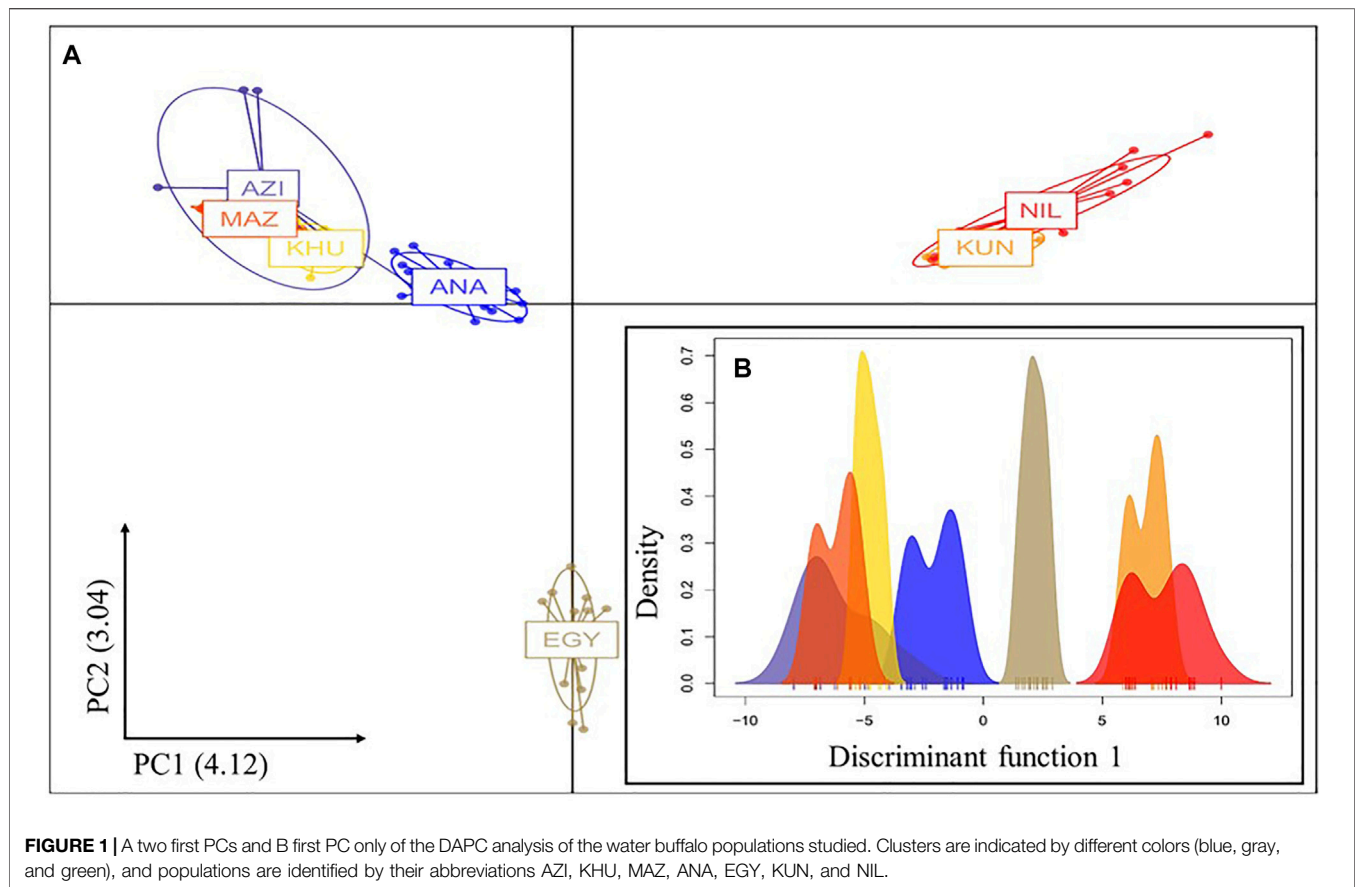 A
AZI
MAZ
KHU
ANA
NIL
KUN
EGY
PC2 (3.04)
PC1 (4.12)
B
Density
0.7
0.6
0.5
0.4
0.3
0.2
0.1
0.0
−10 −5 0 5 10
Discriminant function 1
FIGURE 1 | A two first PCs and B first PC only of the DAPC analysis of the water buffalo populations studied. Clusters are indicated by different colors (blue, gray,
and green), and populations are identified by their abbreviations AZI, KHU, MAZ, ANA, EGY, KUN, and NIL.